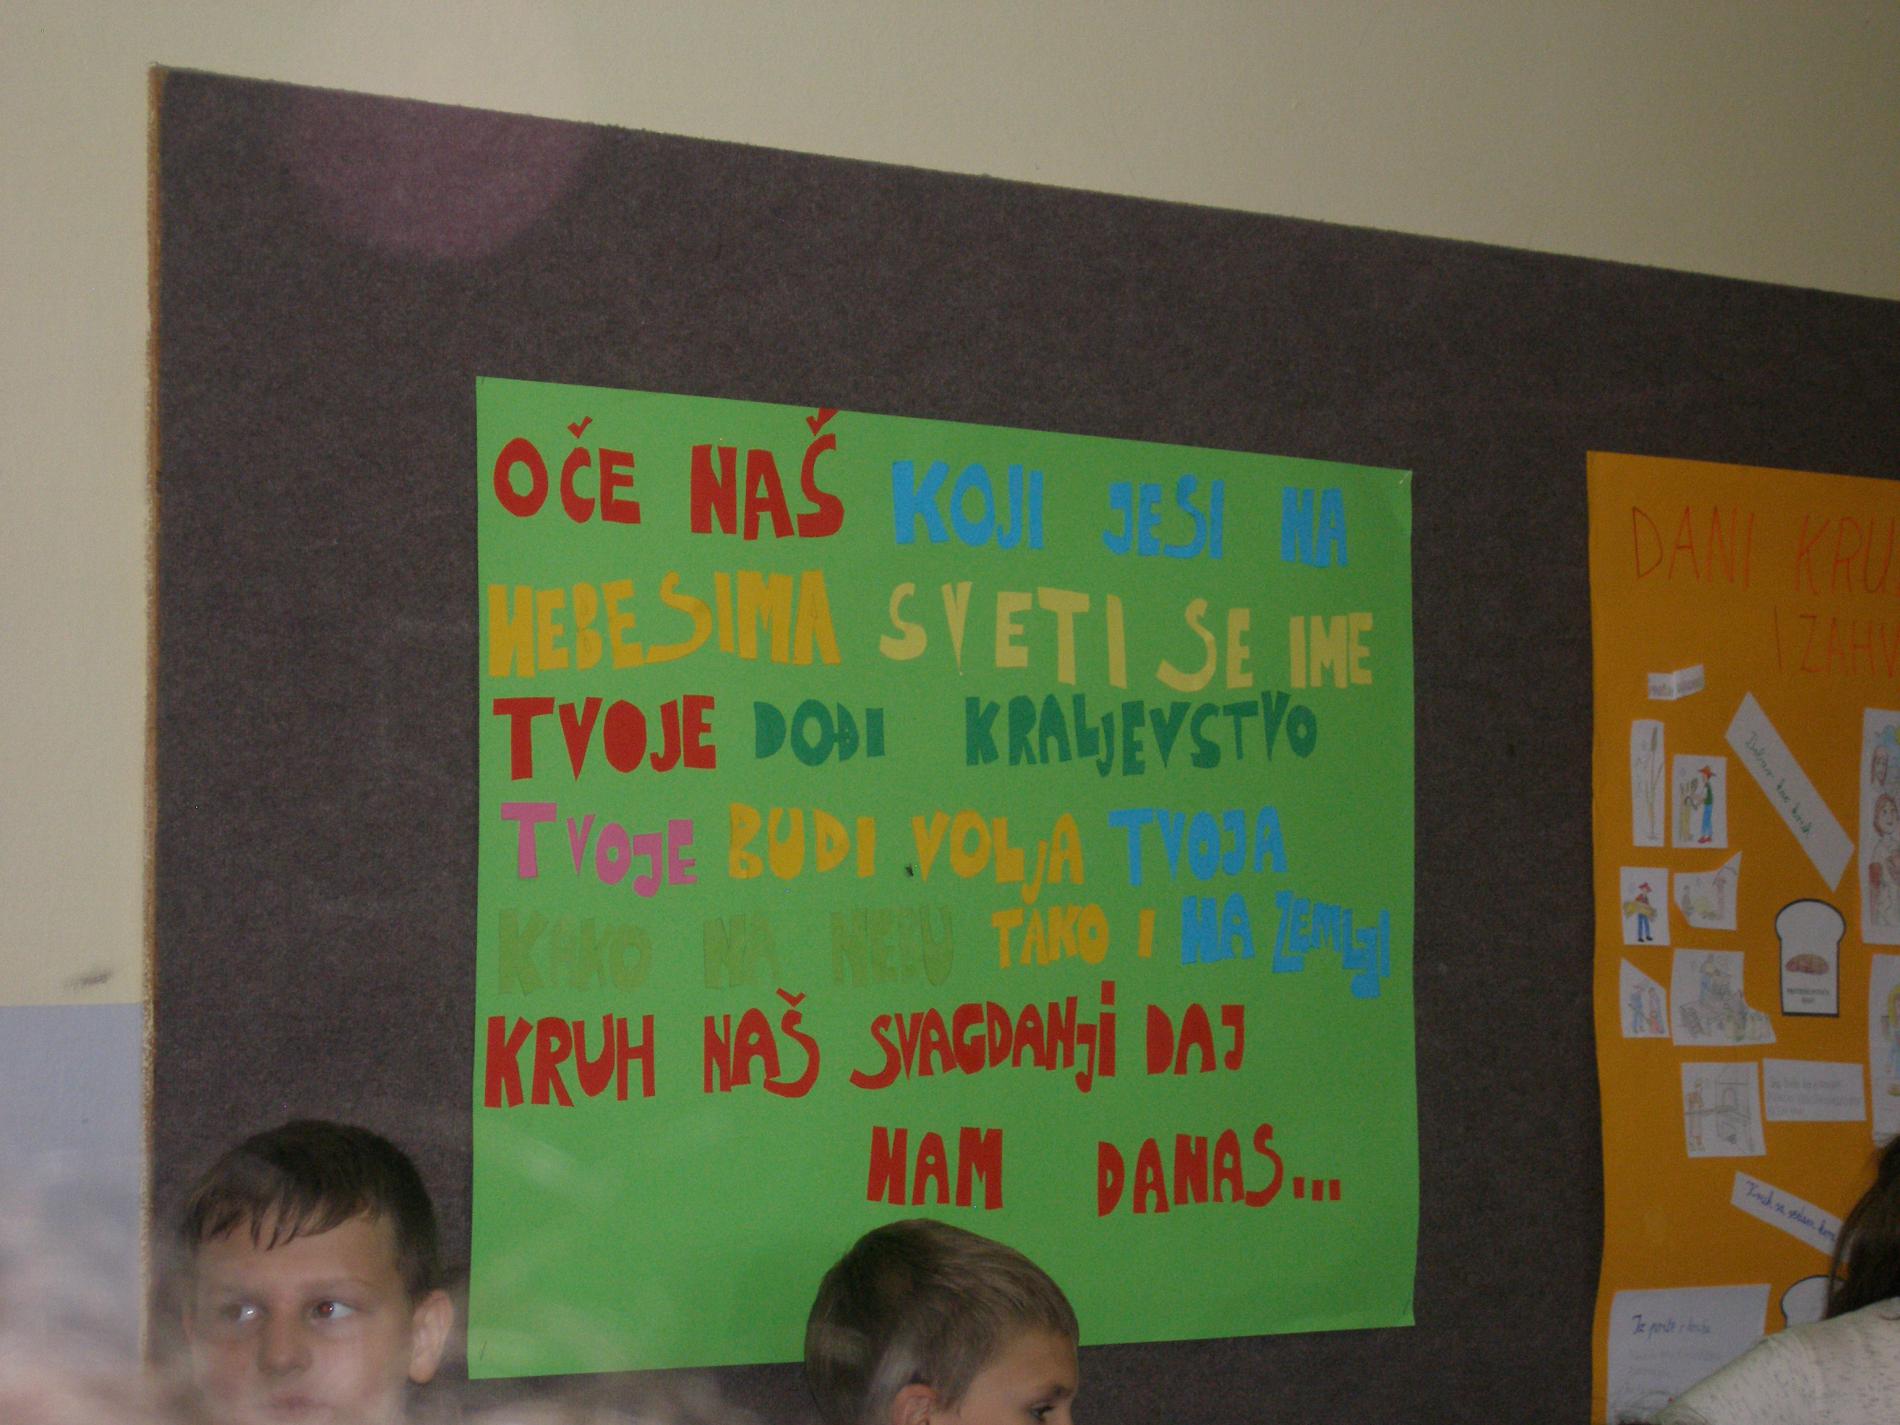 OČE NAŠ KOJI JESI NA
NEBESIMA SVETI SE IME
TVOJE DOĐI KRALJEVSTVO
TVOJE BUDI VOLJA TVOJA
KAKO NA NEBU TAKO I NA ZEMLJI
KRUH NAŠ SVAGDANJI DAJ
NAM DANAS...
DANI KRU
I ZAHV